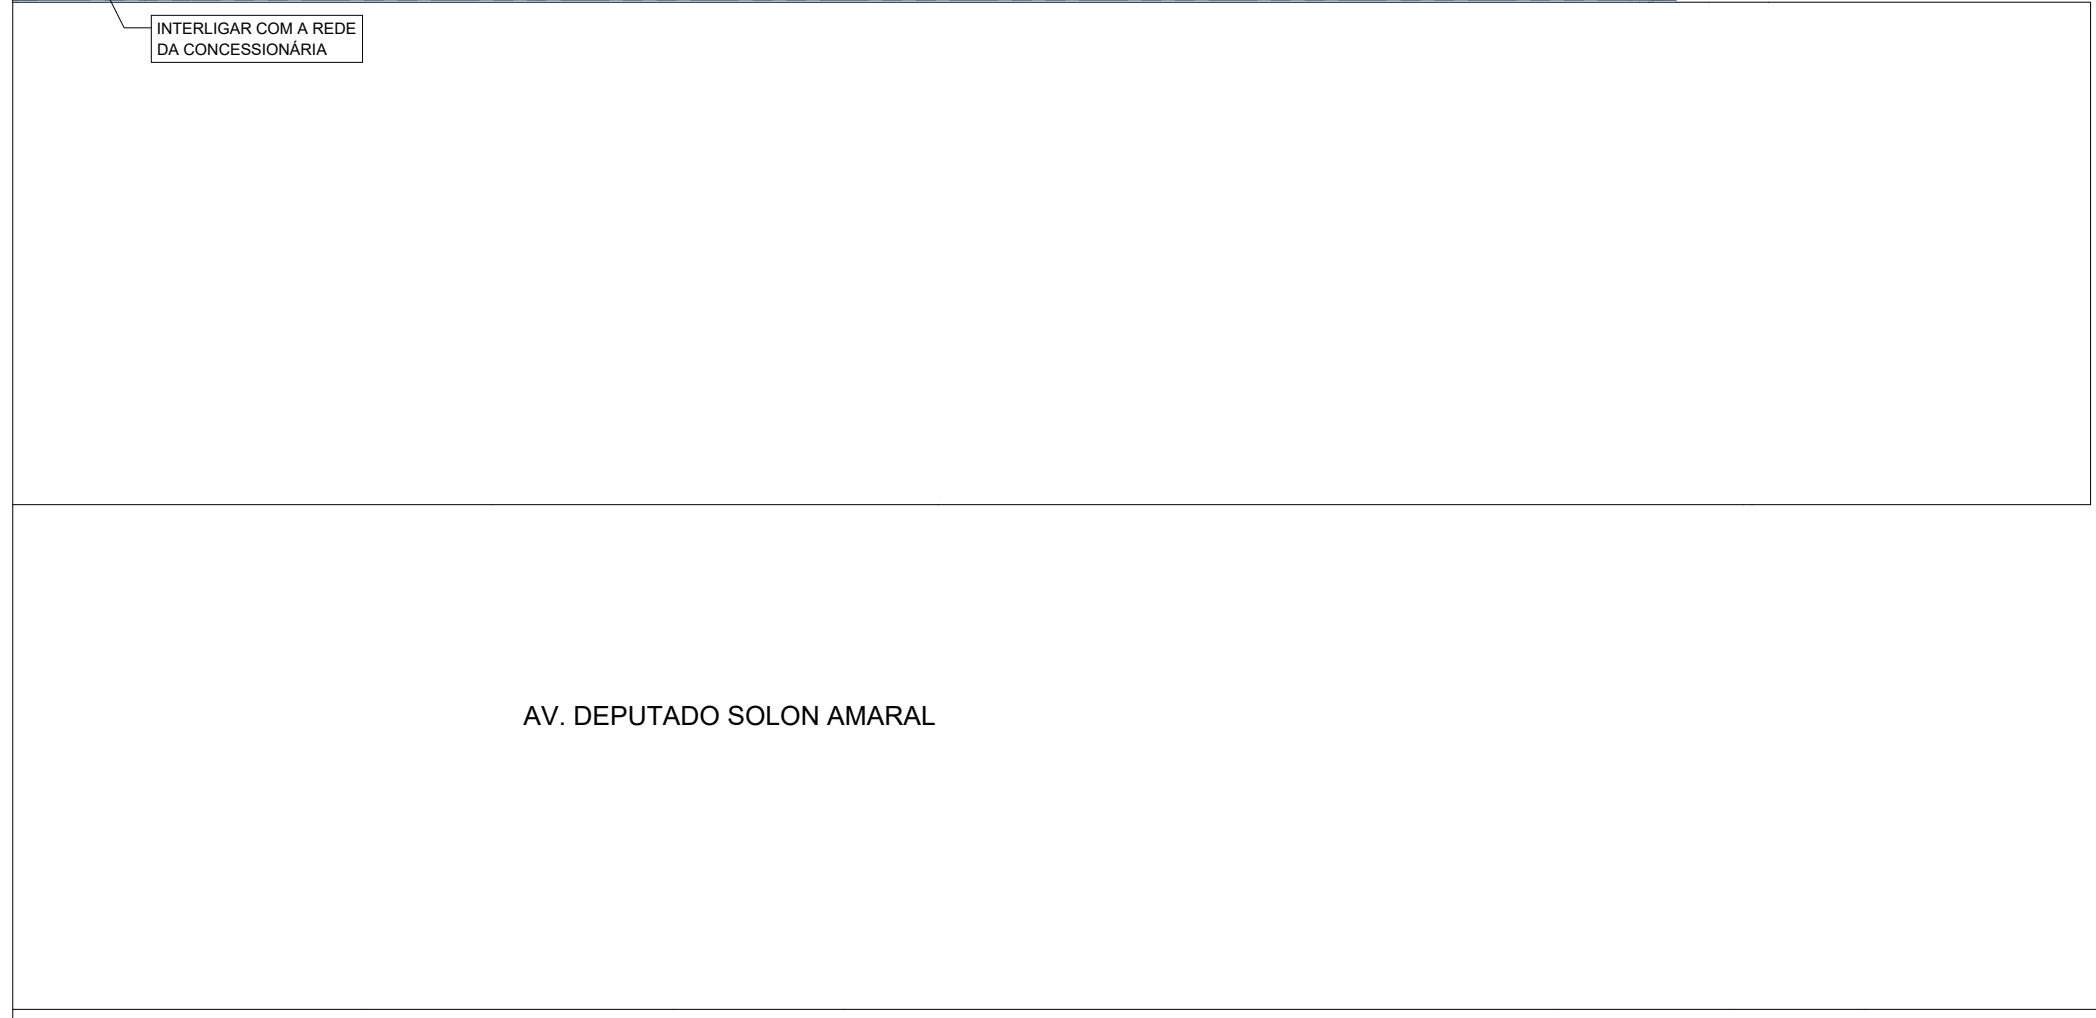 INTERLIGAR COM A REDE
DA CONCESSIONÁRIA
AV. DEPUTADO SOLON AMARAL